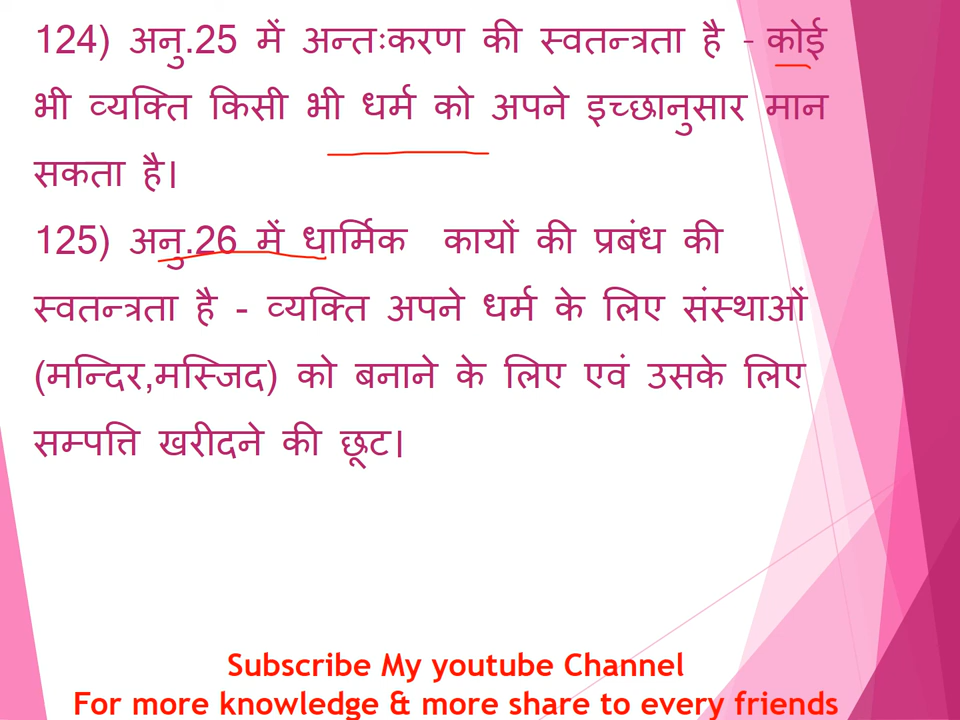 124) अनु.25 में अन्तःकरण की स्वतन्त्रता है - कोई
भी व्यक्ति किसी भी धर्म को अपने इच्छानुसार मान
सकता है।
125) अनु.26 में धार्मिक कायों की प्रबंध की
स्वतन्त्रता है - व्यक्ति अपने धर्म के लिए संस्थाओं
(मन्दिर,मस्जिद) को बनाने के लिए एवं उसके लिए
सम्पत्ति खरीदने की छूट।
Subscribe My youtube Channel
For more knowledge & more share to every friends